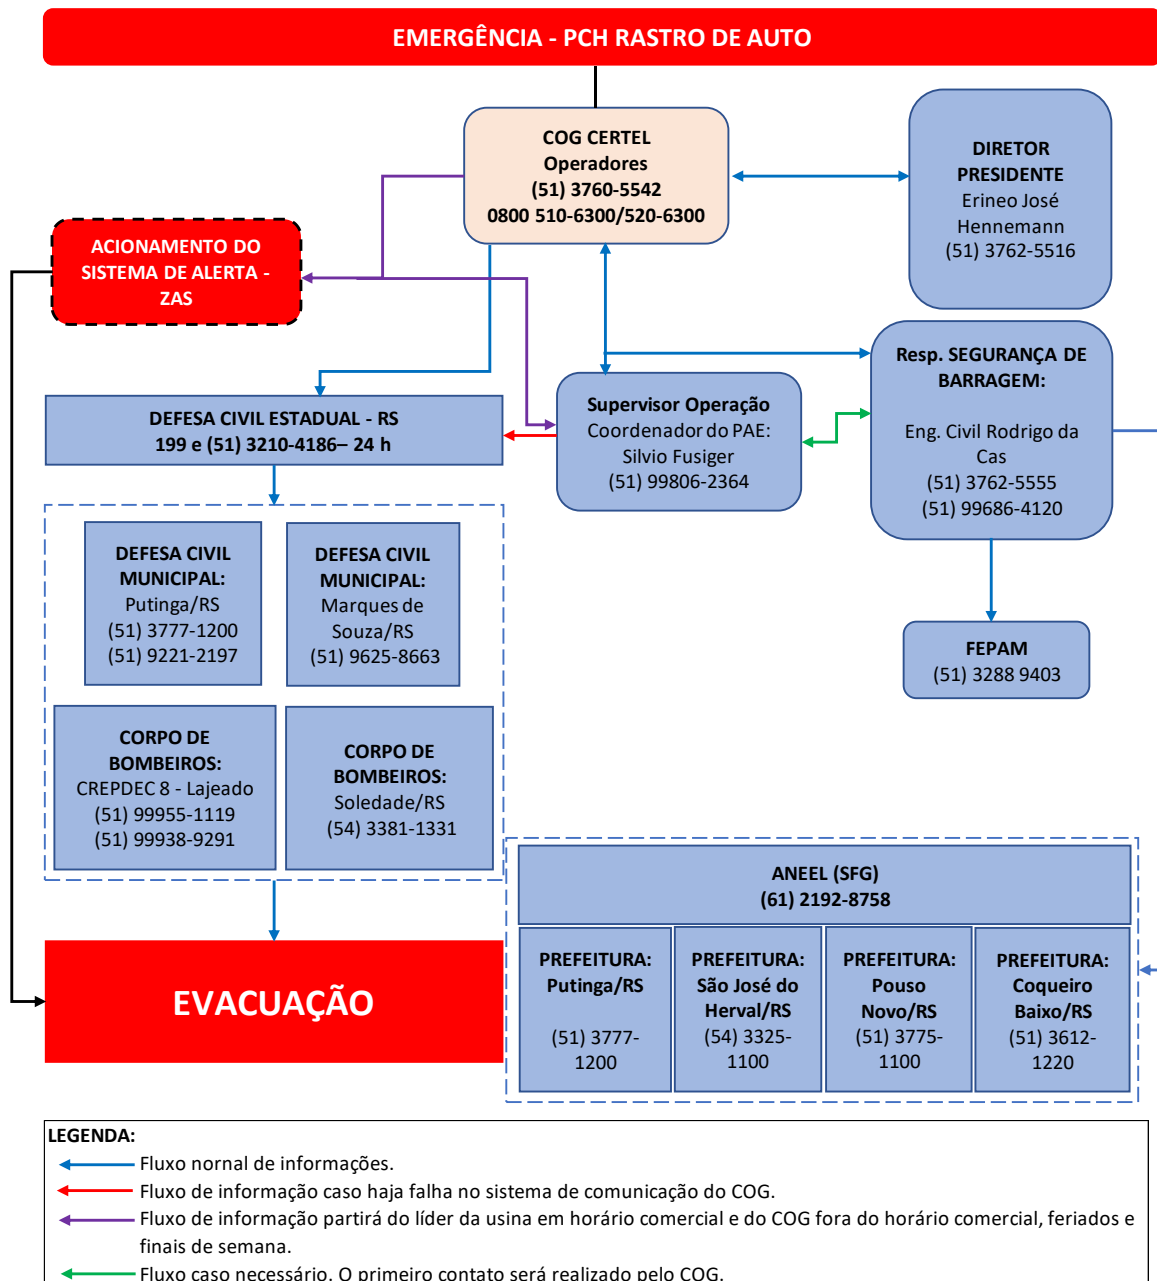 EMERGÊNCIA - PCH RASTRO DE AUTO
COG CERTEL
Operadores
(51) 3760-5542
0800 510-6300/520-6300
DIRETOR
PRESIDENTE
Erineo José
Hennemann
(51) 3762-5516
ACIONAMENTO DO
SISTEMA DE ALERTA -
ZAS
Resp. SEGURANÇA DE
BARRAGEM:
Eng. Civil Rodrigo da
Cas
(51) 3762-5555
(51) 99686-4120
Supervisor Operação
Coordenador do PAE:
Silvio Fusiger
(51) 99806-2364
DEFESA CIVIL ESTADUAL - RS
199 e (51) 3210-4186– 24 h
DEFESA CIVIL
MUNICIPAL:
Putinga/RS
(51) 3777-1200
(51) 9221-2197
DEFESA CIVIL
MUNICIPAL:
Marques de
Souza/RS
(51) 9625-8663
FEPAM
(51) 3288 9403
CORPO DE
BOMBEIROS:
CREPDEC 8 - Lajeado
(51) 99955-1119
(51) 99938-9291
CORPO DE
BOMBEIROS:
Soledade/RS
(54) 3381-1331
ANEEL (SFG)
(61) 2192-8758
EVACUAÇÃO
PREFEITURA:
Putinga/RS
(51) 3777-
1200
PREFEITURA:
São José do
Herval/RS
(54) 3325-
1100
PREFEITURA:
Pouso
Novo/RS
(51) 3775-
1100
PREFEITURA:
Coqueiro
Baixo/RS
(51) 3612-
1220
LEGENDA:
Fluxo nornal de informações.
Fluxo de informação caso haja falha no sistema de comunicação do COG.
Fluxo de informação partirá do líder da usina em horário comercial e do COG fora do horário comercial, feriados e
finais de semana.
Fluxo caso necessário. O primeiro contato será realizado pelo COG.